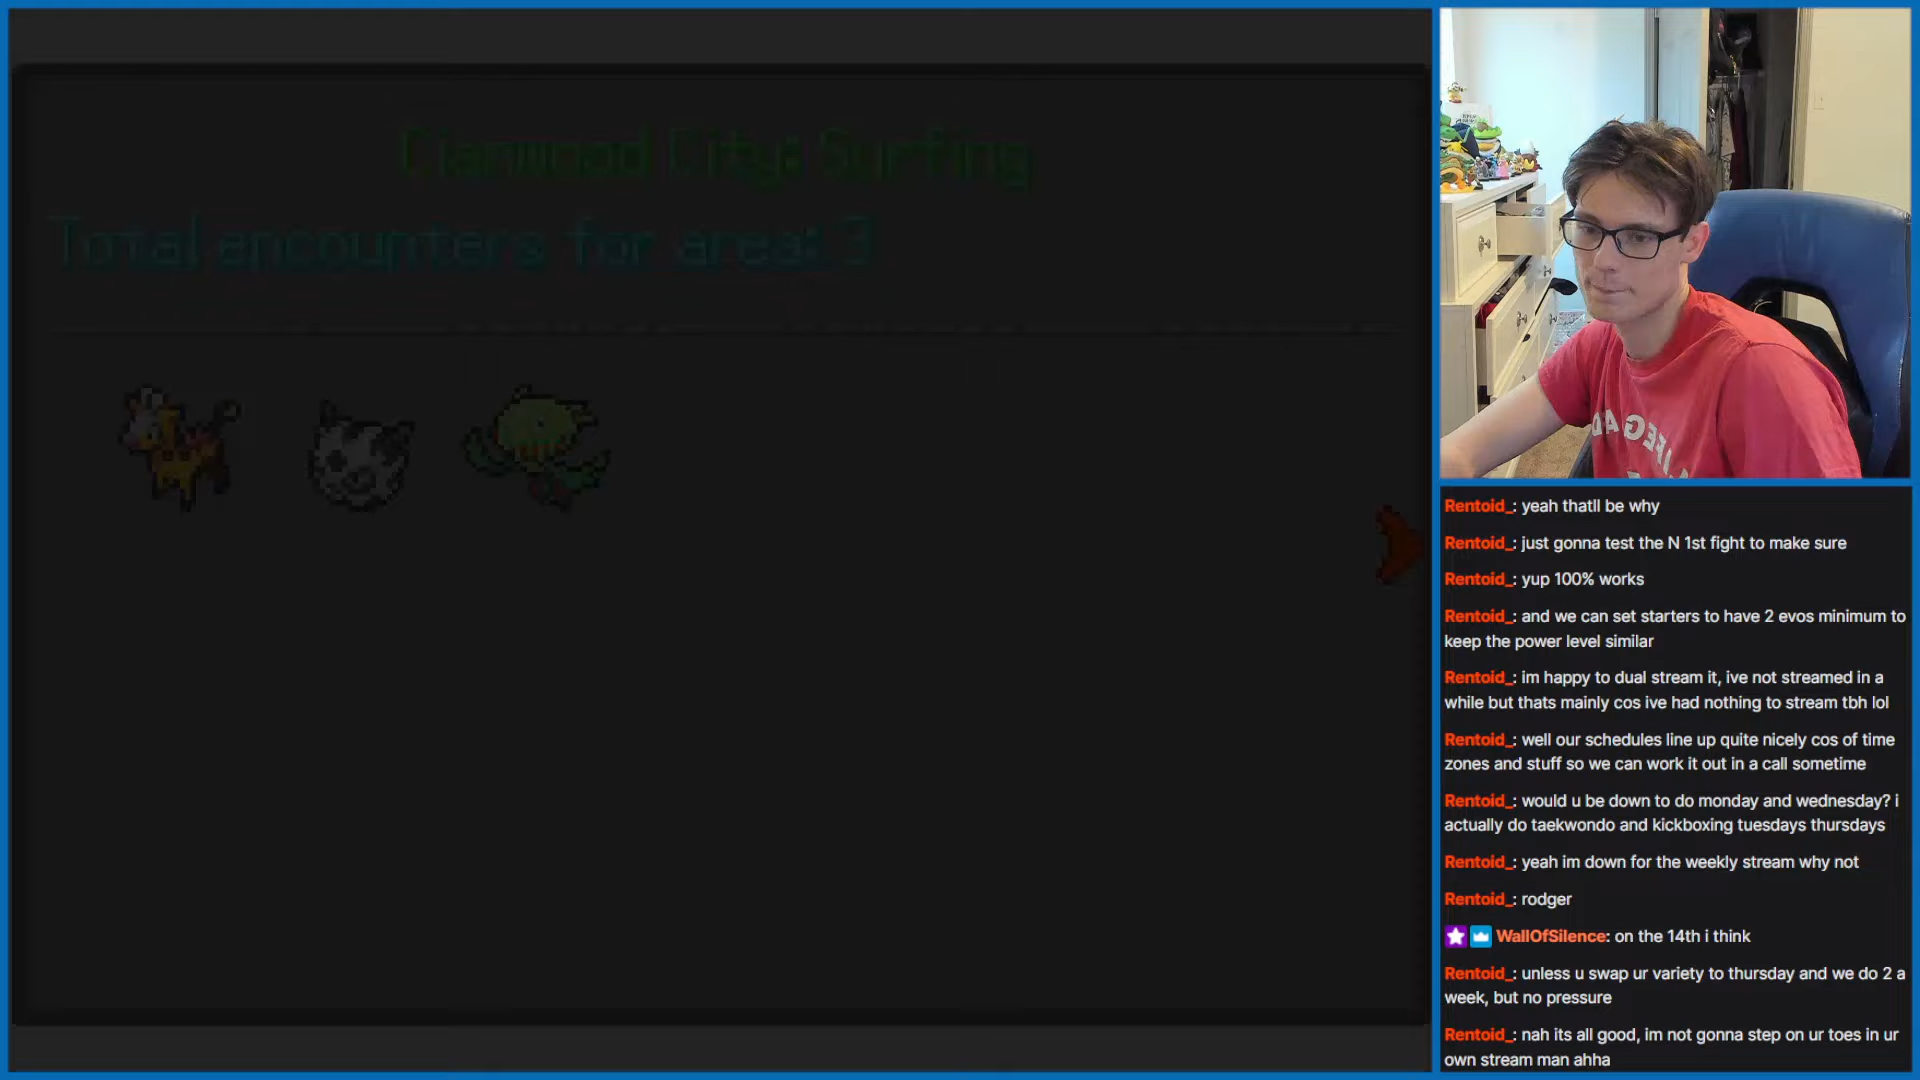 Cianwood City: Surfing
Total encounters for area: 3
Rentoid_: yeah thatll be why
Rentoid_: just gonna test the N 1st fight to make sure
Rentoid_: yup 100% works
Rentoid_: and we can set starters to have 2 evos minimum to
keep the power level similar
Rentoid_: im happy to dual stream it, ive not streamed in a
while but thats mainly cos ive had nothing to stream tbh lol
Rentoid_: well our schedules line up quite nicely cos of time
zones and stuff so we can work it out in a call sometime
Rentoid_: would u be down to do monday and wednesday? i
actually do taekwondo and kickboxing tuesdays thursdays
Rentoid_: yeah im down for the weekly stream why not
Rentoid_: rodger
WallOfSilence: on the 14th i think
Rentoid_: unless u swap ur variety to thursday and we do 2 a
week, but no pressure
Rentoid_: nah its all good, im not gonna step on ur toes in ur
own stream man ahha